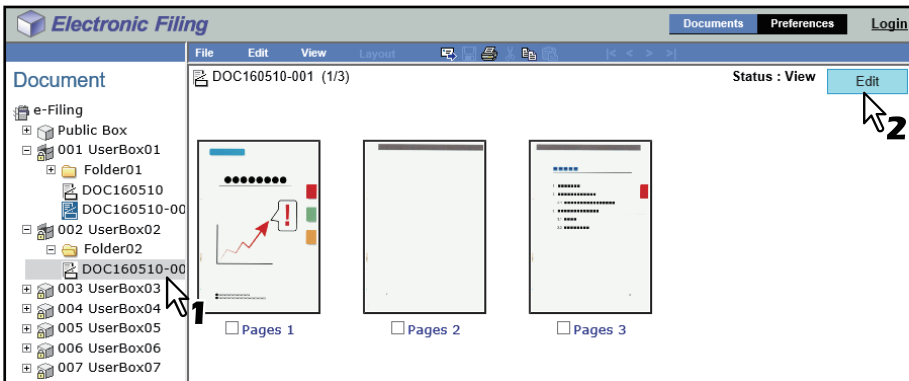 Electronic Filing
Documents Preferences Login
File Edit View Layout |< < > >|
Document
DOC160510-001 (1/3)
Status : View
Edit
2
e-Filing
Public Box
001 UserBox01
Folder01
DOC160510
DOC160510-00
002 UserBox02
Folder02
DOC160510-00
1
003 UserBox03
004 UserBox04
005 UserBox05
006 UserBox06
007 UserBox07
!
Pages 1
Pages 2
Pages 3